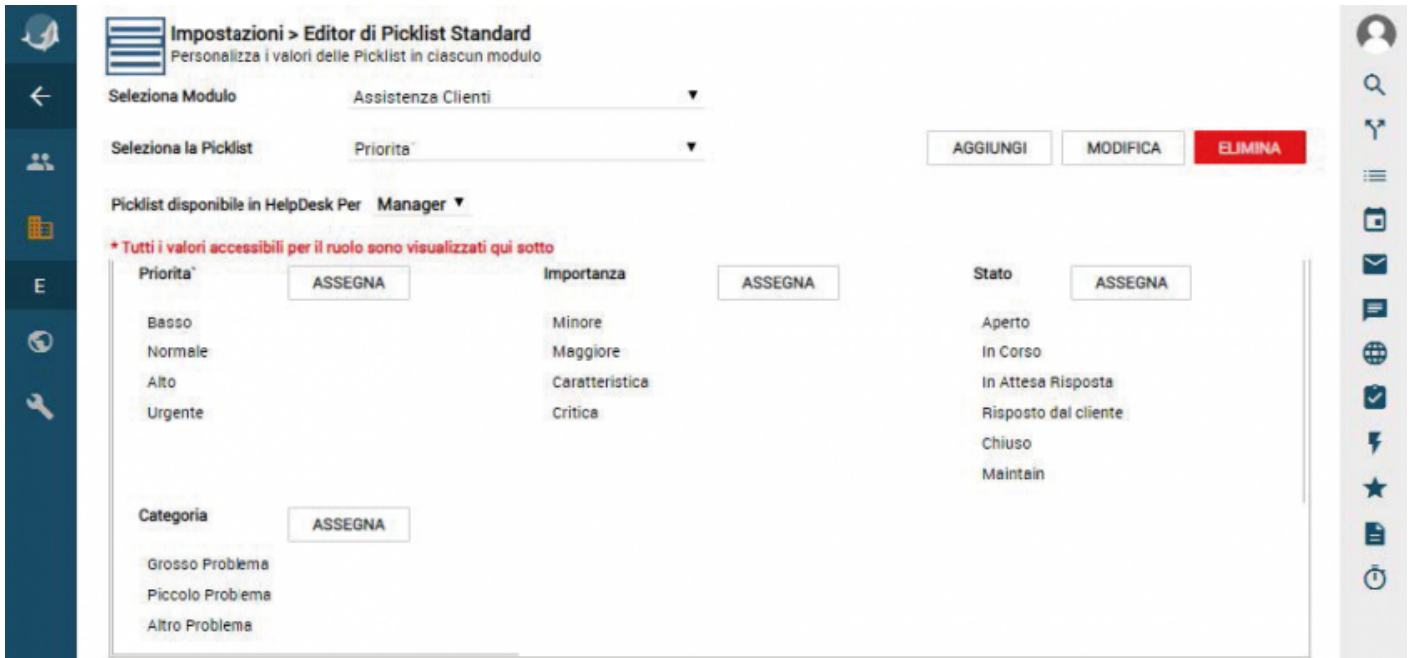 Impostazioni > Editor di Picklist Standard
Personalizza i valori delle Picklist in ciascun modulo
Seleziona Modulo Assistenza Clienti
Seleziona la Picklist Priorita` AGGIUNGI MODIFICA ELIMINA
Picklist disponibile in HelpDesk Per Manager
* Tutti i valori accessibili per il ruolo sono visualizzati qui sotto
Priorita` ASSEGNA Importanza ASSEGNA Stato ASSEGNA
Basso Minore Aperto
Normale Maggiore In Corso
Alto Caratteristica In Attesa Risposta
Urgente Critica Risposto dal cliente
Chiuso
Maintain
E
Categoria ASSEGNA
Grosso Problema
Piccolo Problema
Altro Problema